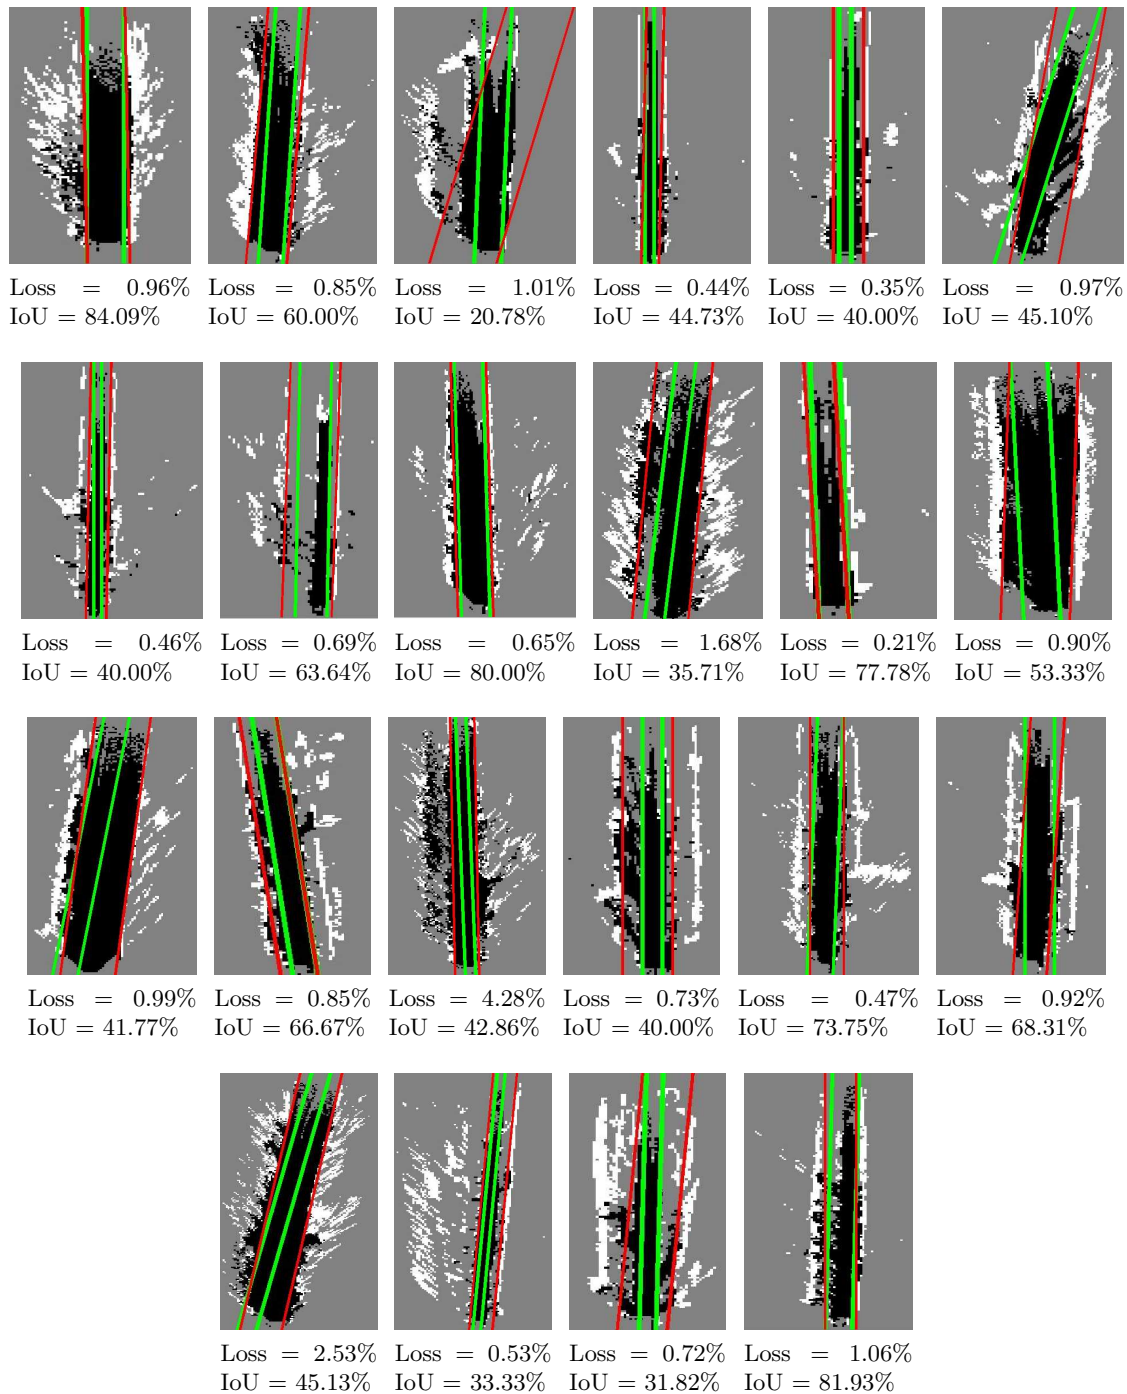 Loss = 0.96%
IoU = 84.09%
Loss = 0.85%
IoU = 60.00%
Loss = 1.01%
IoU = 20.78%
Loss = 0.44%
IoU = 44.73%
Loss = 0.35%
IoU = 40.00%
Loss = 0.97%
IoU = 45.10%
Loss = 0.46%
IoU = 40.00%
Loss = 0.69%
IoU = 63.64%
Loss = 0.65%
IoU = 80.00%
Loss = 1.68%
IoU = 35.71%
Loss = 0.21%
IoU = 77.78%
Loss = 0.90%
IoU = 53.33%
Loss = 0.99%
IoU = 41.77%
Loss = 0.85%
IoU = 66.67%
Loss = 4.28%
IoU = 42.86%
Loss = 0.73%
IoU = 40.00%
Loss = 0.47%
IoU = 73.75%
Loss = 0.92%
IoU = 68.31%
Loss = 2.53%
IoU = 45.13%
Loss = 0.53%
IoU = 33.33%
Loss = 0.72%
IoU = 31.82%
Loss = 1.06%
IoU = 81.93%